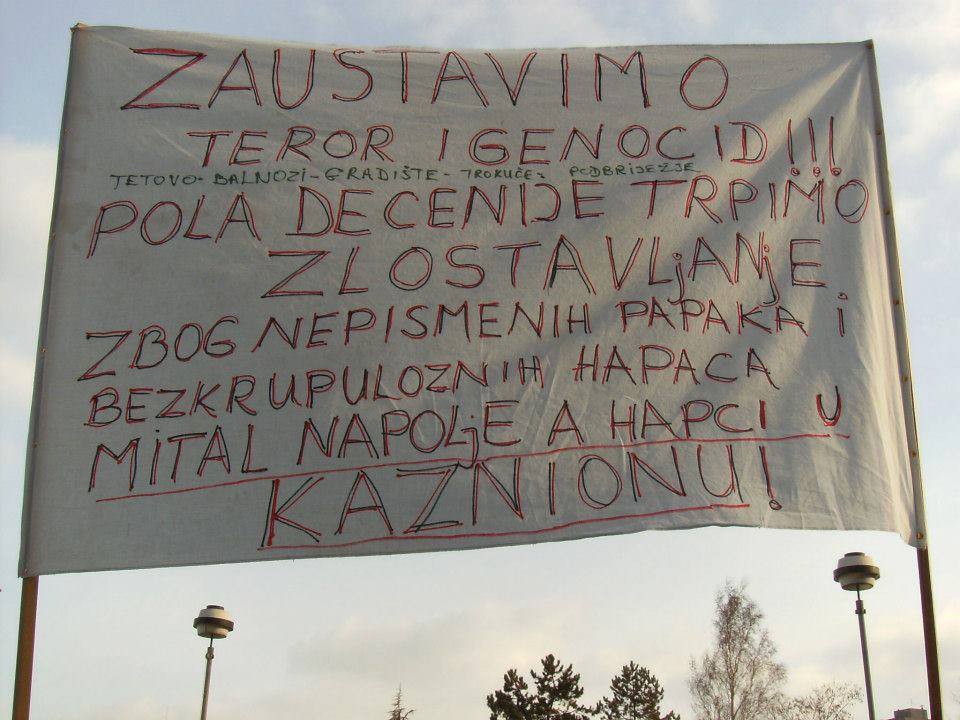 ZAUSTAVIMO
TEROR I GENOCID!!!
TETOVO- BALNOZI-GRADIŠTE- TROKUĆE- PODBRIJEŽJE
POLA DECENIJE TRPIMO
ZLOSTAVLjANjE
ZBOG NEPISMENIH PAPAKA i
BEZKRUPULOZNIH HAPACA
MITAL NAPOLjE A HAPCI U
KAZNIONU!